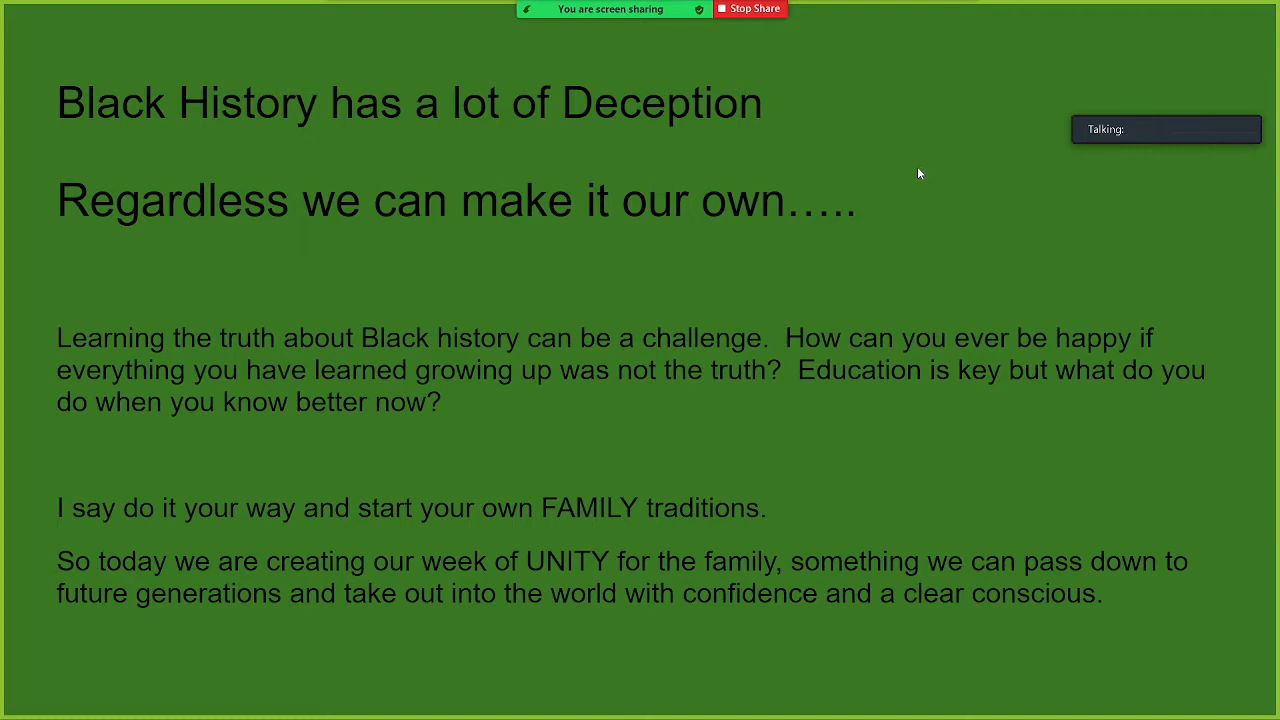 You are screen sharing
Stop Share
Black History has a lot of Deception
Talking:
Regardless we can make it our own…..
Learning the truth about Black history can be a challenge.  How can you ever be happy if
everything you have learned growing up was not the truth?  Education is key but what do you
do when you know better now?
I say do it your way and start your own FAMILY traditions.
So today we are creating our week of UNITY for the family, something we can pass down to
future generations and take out into the world with confidence and a clear conscious.